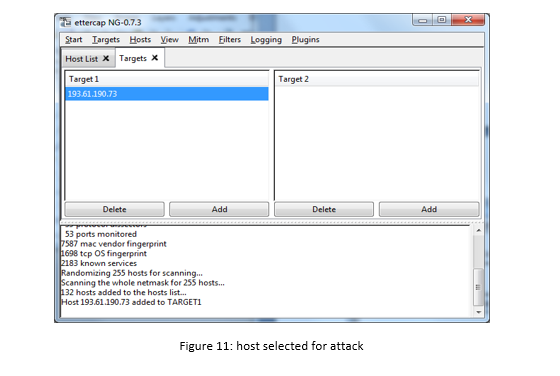 ettercap NG-0.7.3
Start Targets Hosts View Mitm Filters Logging Plugins
Host List Targets
Target 1 Target 2
193.61.190.73
Delete Add Delete Add
53 ports monitored
7587 mac vendor fingerprint
1698 tcp OS fingerprint
2183 known services
Randomizing 255 hosts for scanning...
Scanning the whole netmask for 255 hosts...
132 hosts added to the hosts list...
Host 193.61.190.73 added to TARGET1
Figure 11: host selected for attack